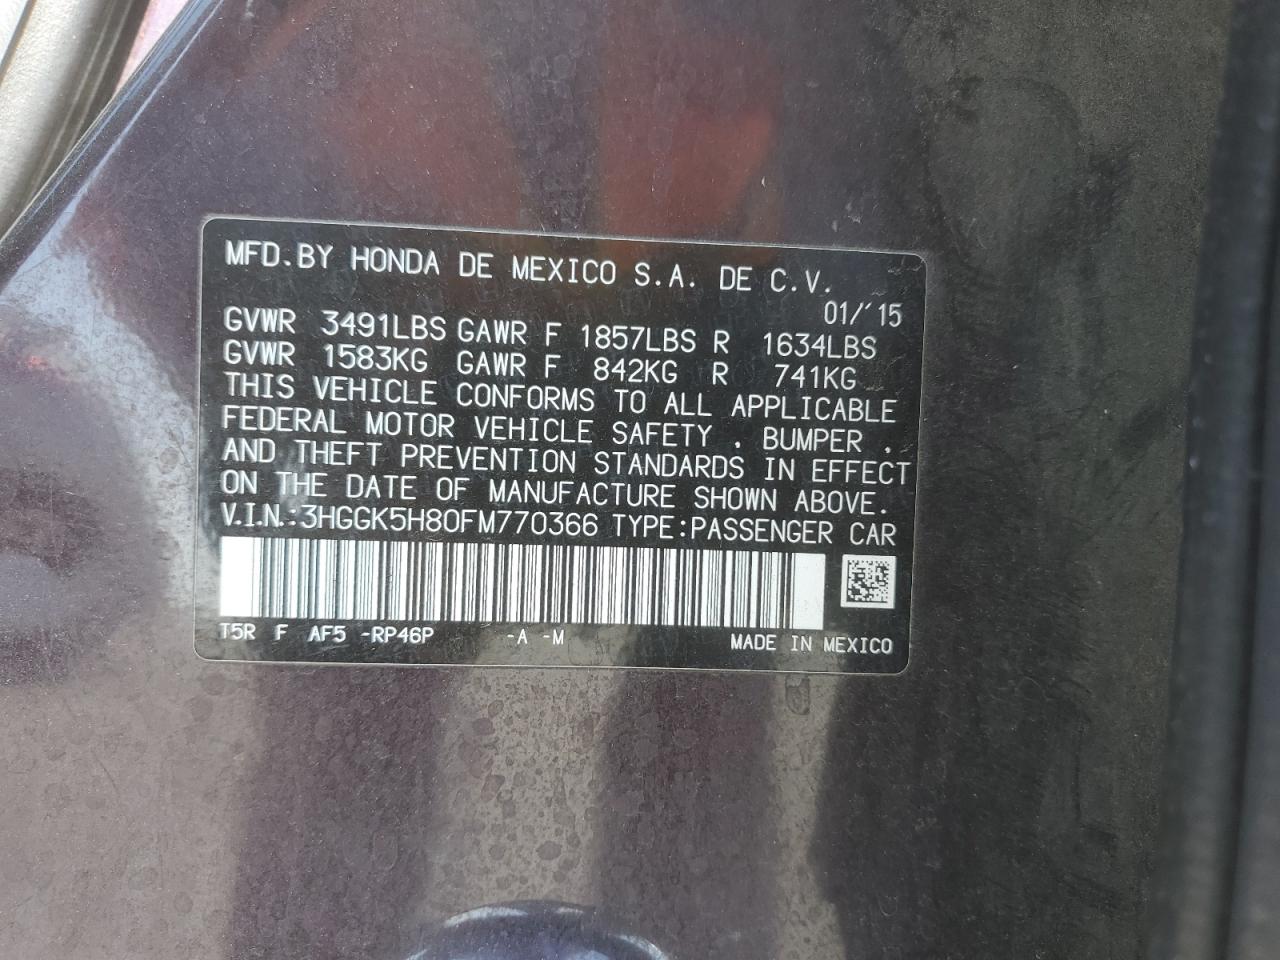 MFD.BY HONDA DE MEXICO S.A. DE C.V.
01/'15
GVWR 3491LBS GAWR F 1857LBS R 1634LBS
GVWR 1583KG GAWR F 842KG R 741KG
THIS VEHICLE CONFORMS TO ALL APPLICABLE
FEDERAL MOTOR VEHICLE SAFETY , BUMPER ,
AND THEFT PREVENTION STANDARDS IN EFFECT
ON THE DATE OF MANUFACTURE SHOWN ABOVE.
V.I.N.:3HGGK5H80FM770366 TYPE:PASSENGER CAR
T5R F AF5 -RP46P -A -M MADE IN MEXICO